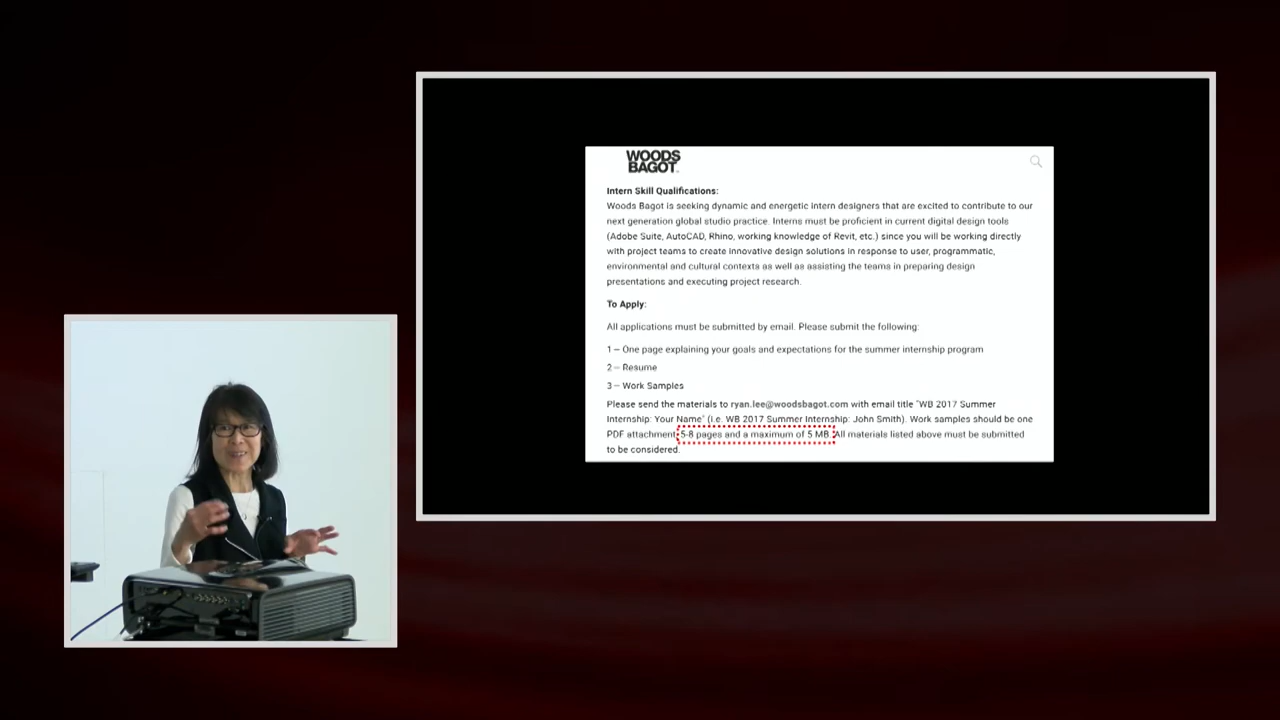 WOODS
BAGOT
Intern Skill Qualifications:
Woods Bagot is seeking dynamic and energetic intern designers that are excited to contribute to our
next generation global studio practice. Interns must be proficient in current digital design tools
(Adobe Suite, AutoCAD, Rhino, working knowledge of Revit, etc.) since you will be working directly
with project teams to create innovative design solutions in response to user, programmatic,
environmental and cultural contexts as well as assisting the teams in preparing design
presentations and executing project research.
To Apply:
All applications must be submitted by email. Please submit the following:
1 – One page explaining your goals and expectations for the summer internship program
2 – Resume
3 – Work Samples
Please send the materials to ryan.lee@woodsbagot.com with email title "WB 2017 Summer
Internship: Your Name" (i.e. WB 2017 Summer Internship: John Smith). Work samples should be one
PDF attachment 5-8 pages and a maximum of 5 MB. All materials listed above must be submitted
to be considered.